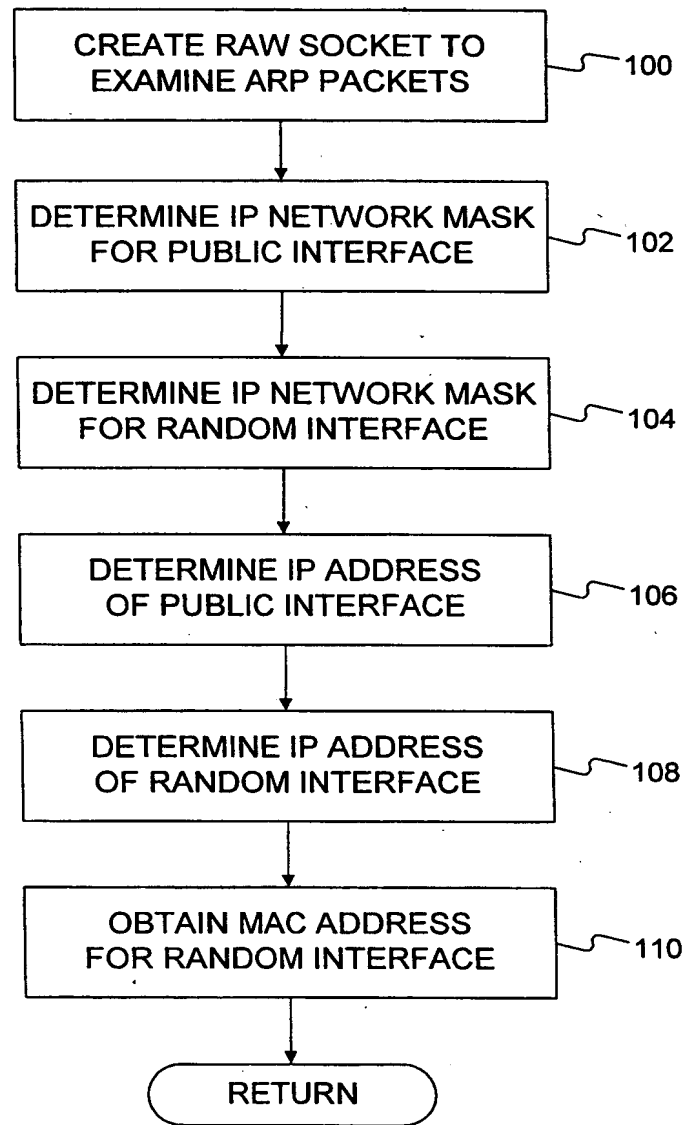 CREATE RAW SOCKET TO
EXAMINE ARP PACKETS
100
DETERMINE IP NETWORK MASK
FOR PUBLIC INTERFACE
102
DETERMINE IP NETWORK MASK
FOR RANDOM INTERFACE
104
DETERMINE IP ADDRESS
OF PUBLIC INTERFACE
106
DETERMINE IP ADDRESS
OF RANDOM INTERFACE
108
OBTAIN MAC ADDRESS
FOR RANDOM INTERFACE
110
RETURN